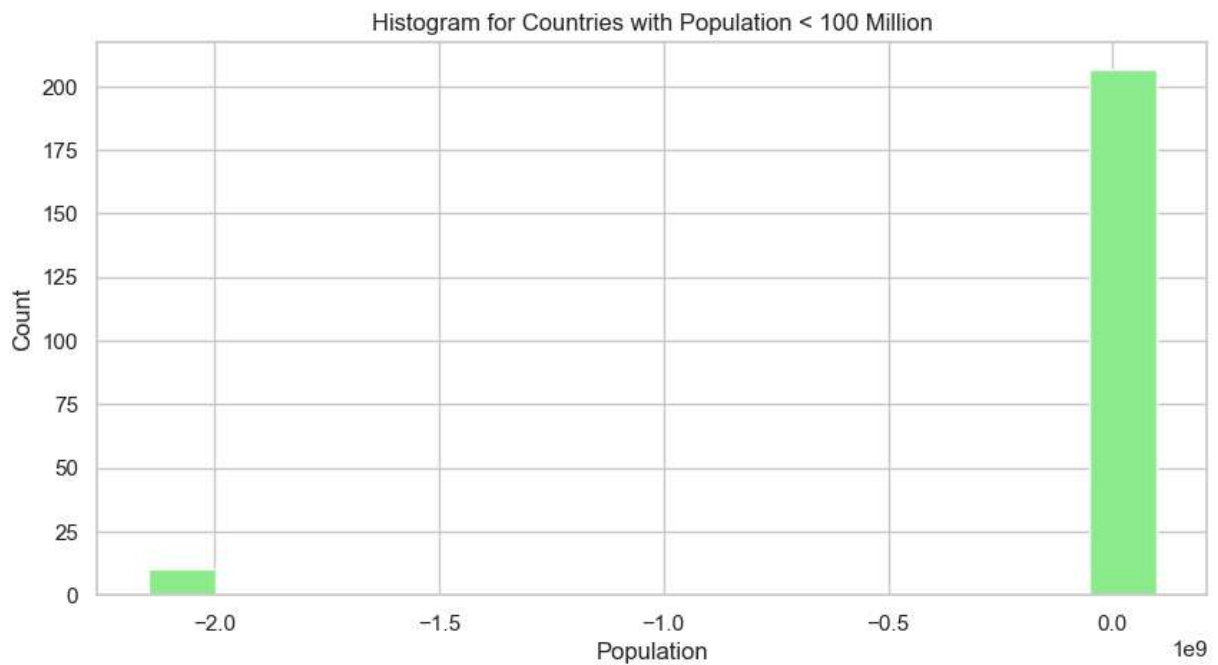 Histogram for Countries with Population < 100 Million
200
175
150
125
100
75
50
25
0
Count
−2.0 −1.5 −1.0 −0.5 0.0
1e9
Population